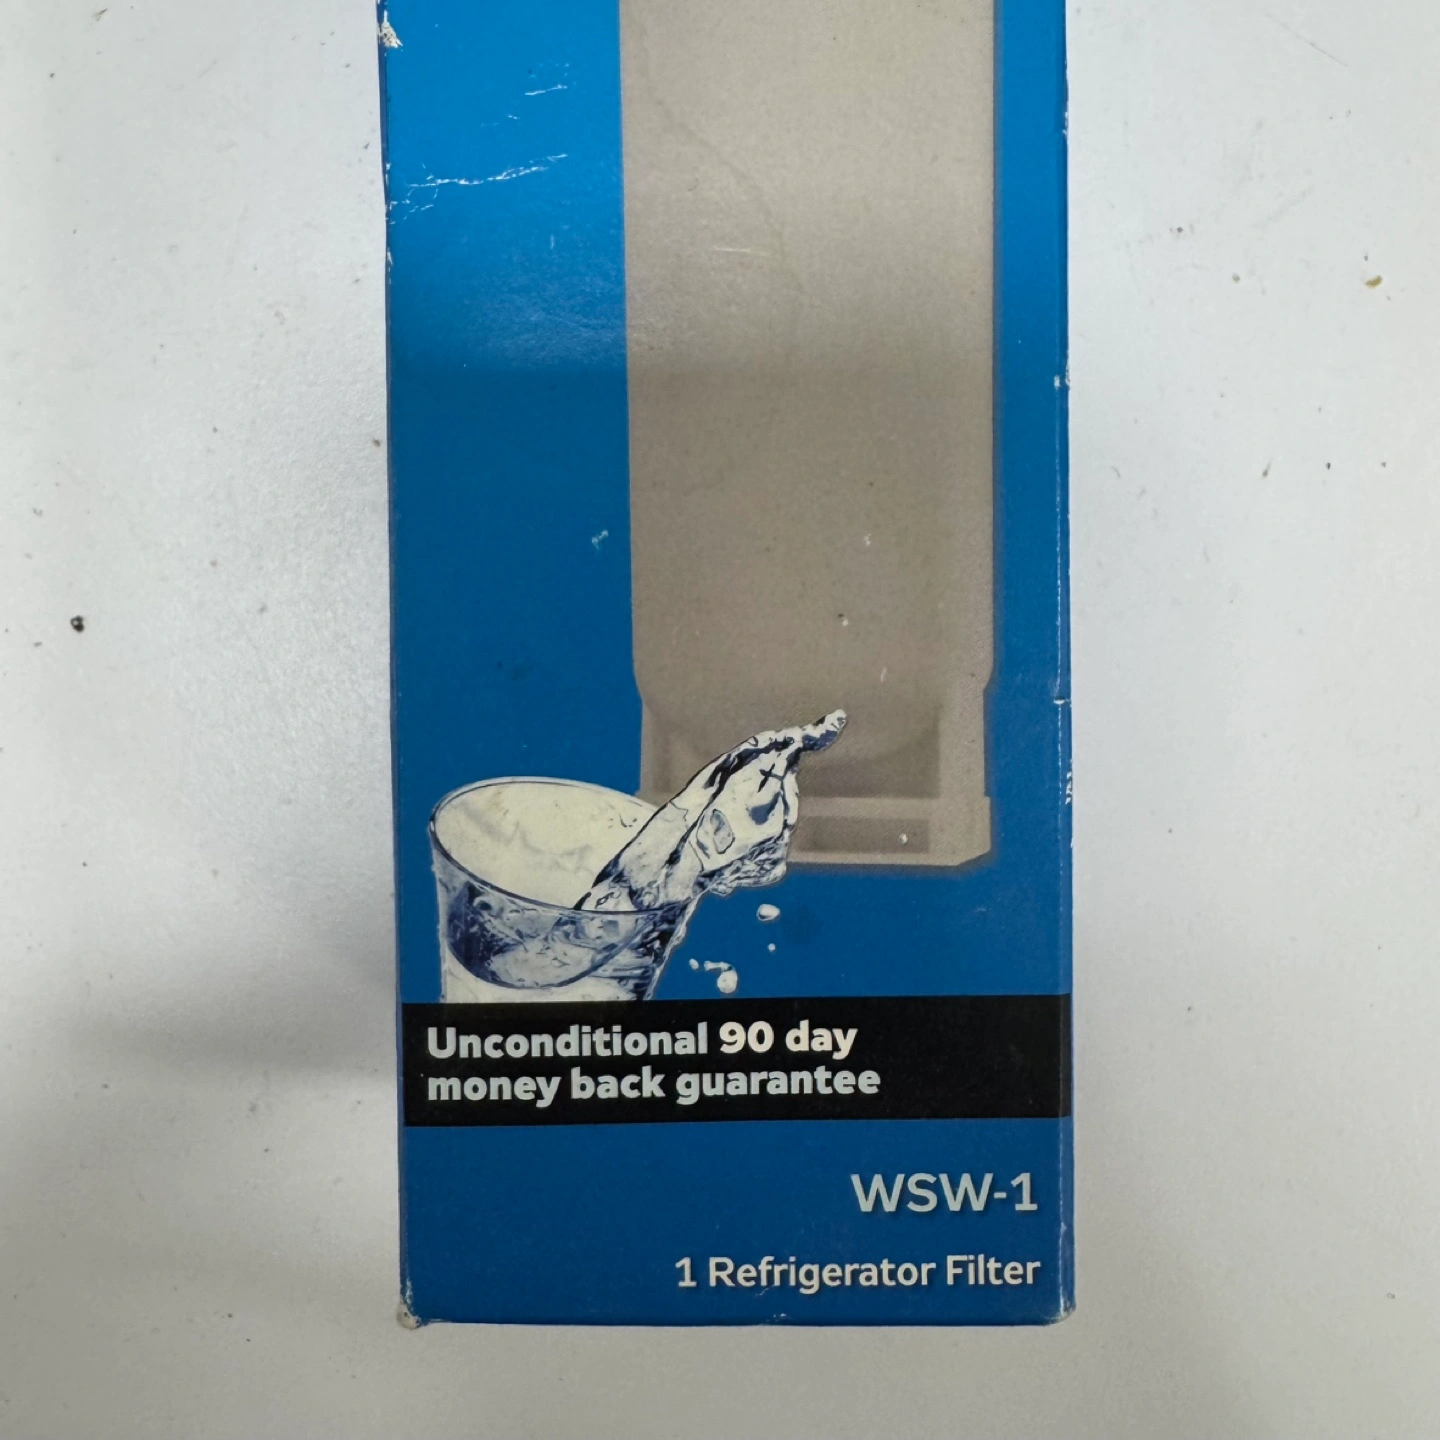 Unconditional 90 day
money back guarantee
WSW-1
1 Refrigerator Filter